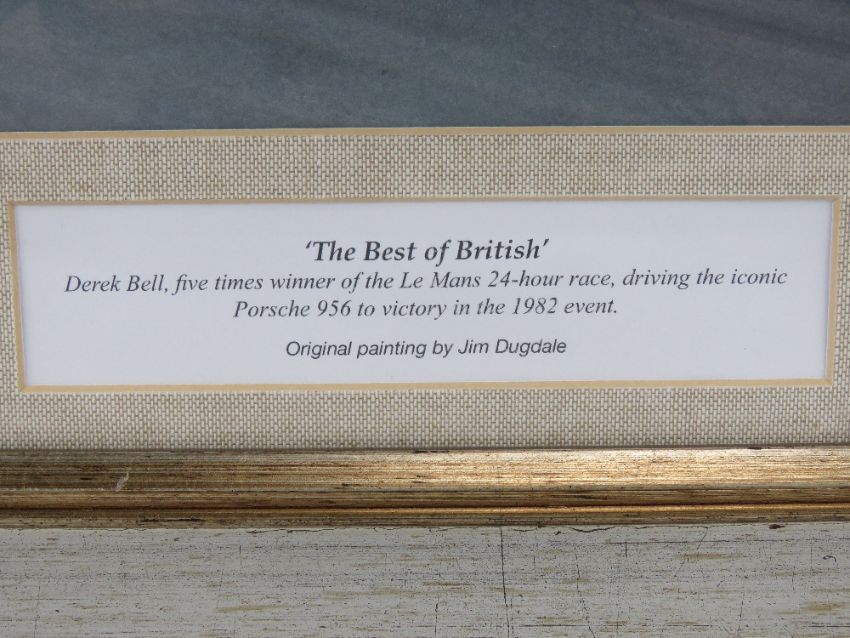 ‘The Best of British’
Derek Bell, five times winner of the Le Mans 24-hour race, driving the iconic
Porsche 956 to victory in the 1982 event.
Original painting by Jim Dugdale